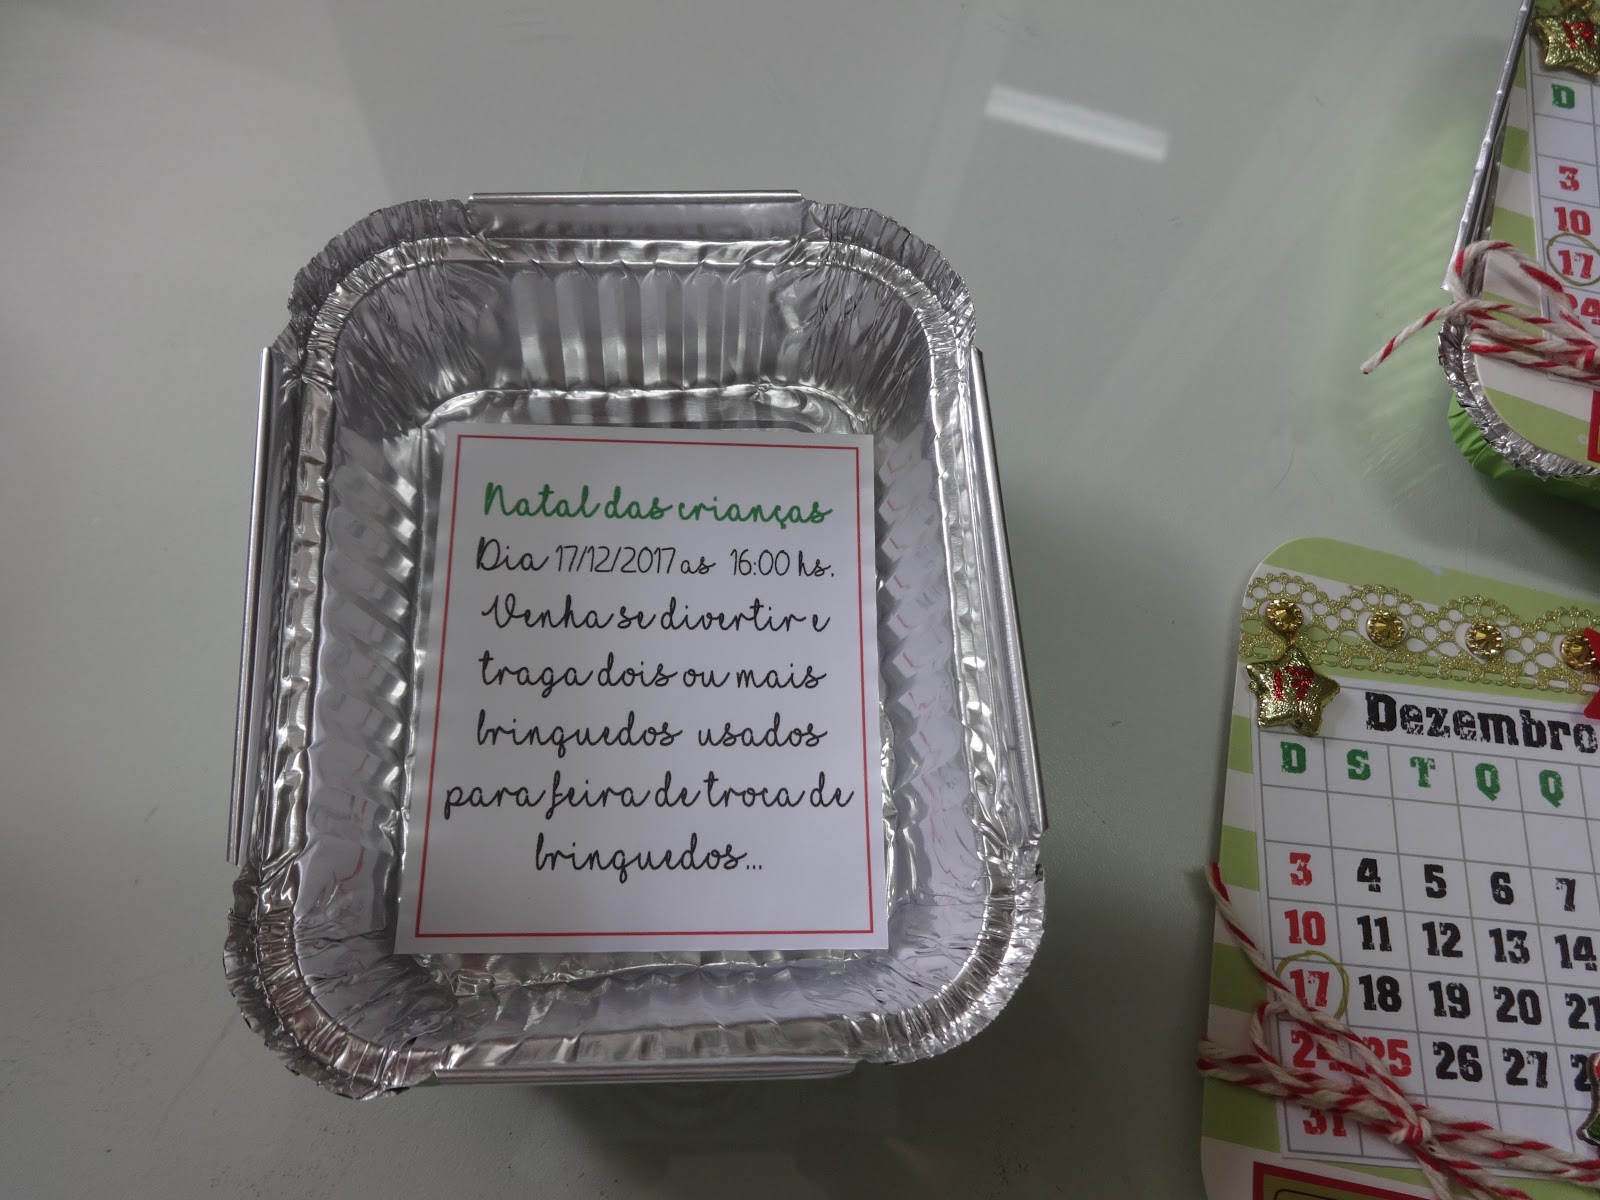 Natal das crianças
Dia 17/12/2017 as 16:00 hs.
Venha se divertir e
traga dois ou mais
brinquedos usados
para feira de troca de
brinquedos...
D
3
10
17
24
17
Dezembro
D S T Q Q
3 4 5 6 7
10 11 12 13 14
17 18 19 20 21
24 25 26 27
31